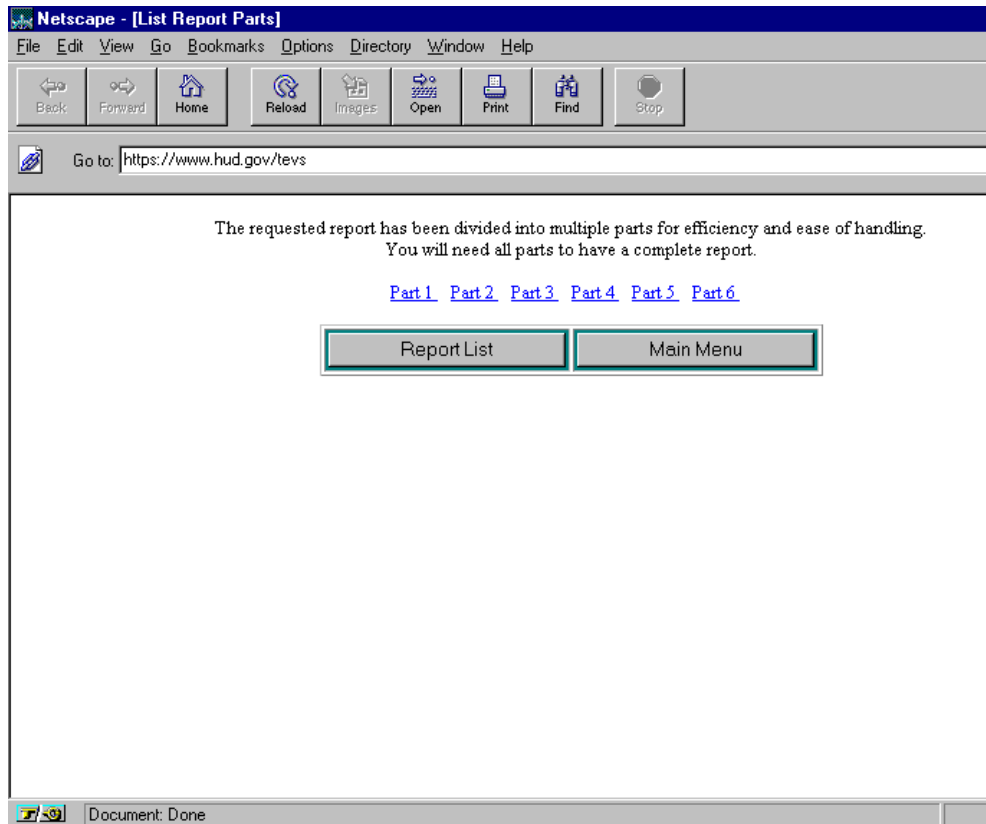 Netscape - [List Report Parts]
File Edit View Go Bookmarks Options Directory Window Help
Back Forward Home Reload Images Open Print Find Stop
Go to: https://www.hud.gov/tevs
The requested report has been divided into multiple parts for efficiency and ease of handling.
You will need all parts to have a complete report.
Part 1 Part 2 Part 3 Part 4 Part 5 Part 6
Report List Main Menu
Document: Done